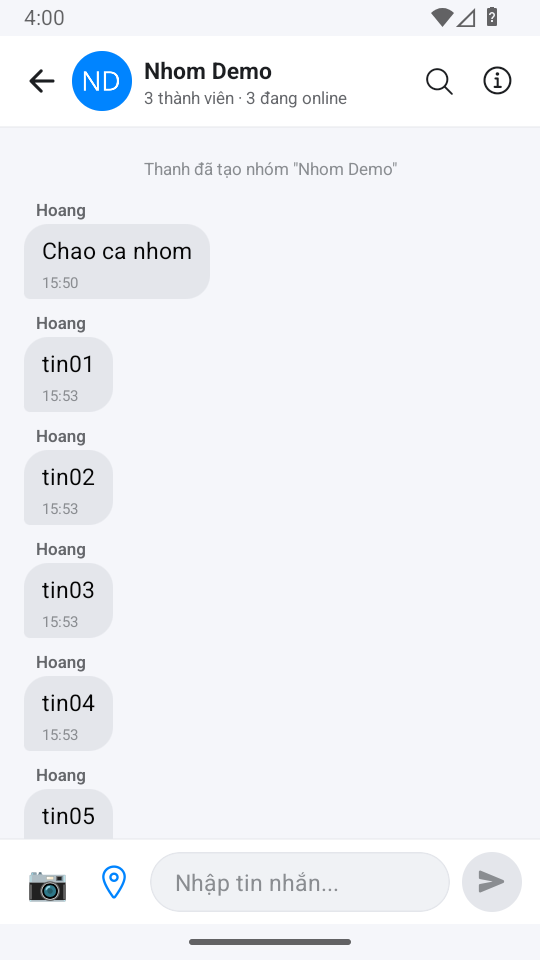 4:00
ND
Nhom Demo
3 thành viên · 3 đang online
Thanh đã tạo nhóm "Nhom Demo"
Hoang
Chao ca nhom
15:50
Hoang
tin01
15:53
Hoang
tin02
15:53
Hoang
tin03
15:53
Hoang
tin04
15:53
Hoang
tin05
Nhập tin nhắn...